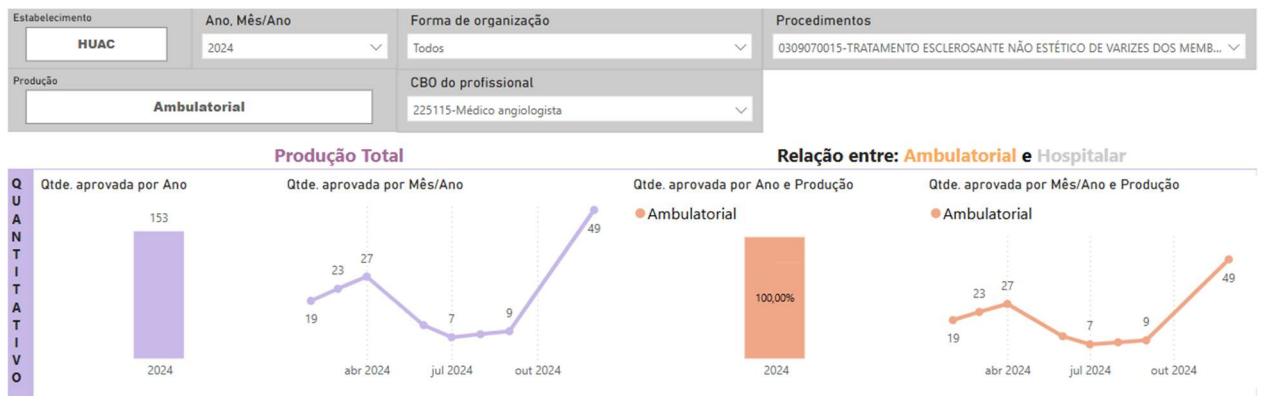 Estabelecimento
HUAC
Ano, Mês/Ano
2024
Forma de organização
Todos
Procedimentos
0309070015-TRATAMENTO ESCLEROSANTE NÃO ESTÉTICO DE VARIZES DOS MEMB...
Produção
Ambulatorial
CBO do profissional
225115-Médico angiologista
Produção Total
Relação entre: Ambulatorial e Hospitalar
QUANTITATIVO
Qtde. aprovada por Ano
153
2024
Qtde. aprovada por Mês/Ano
19
23
27
7
9
49
abr 2024
jul 2024
out 2024
Qtde. aprovada por Ano e Produção
Ambulatorial
100,00%
2024
Qtde. aprovada por Mês/Ano e Produção
Ambulatorial
19
23
27
7
9
49
abr 2024
jul 2024
out 2024